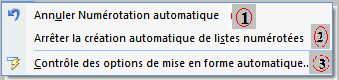 Annuler Numérotation automatique 1
Arrêter la création automatique de listes numérotées 2
Contrôle des options de mise en forme automatique... 3